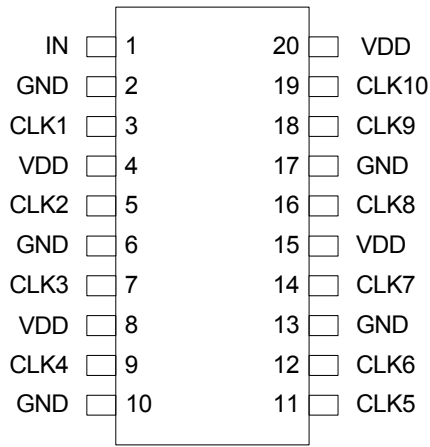 IN 1 20 VDD
GND 2 19 CLK10
CLK1 3 18 CLK9
VDD 4 17 GND
CLK2 5 16 CLK8
GND 6 15 VDD
CLK3 7 14 CLK7
VDD 8 13 GND
CLK4 9 12 CLK6
GND 10 11 CLK5